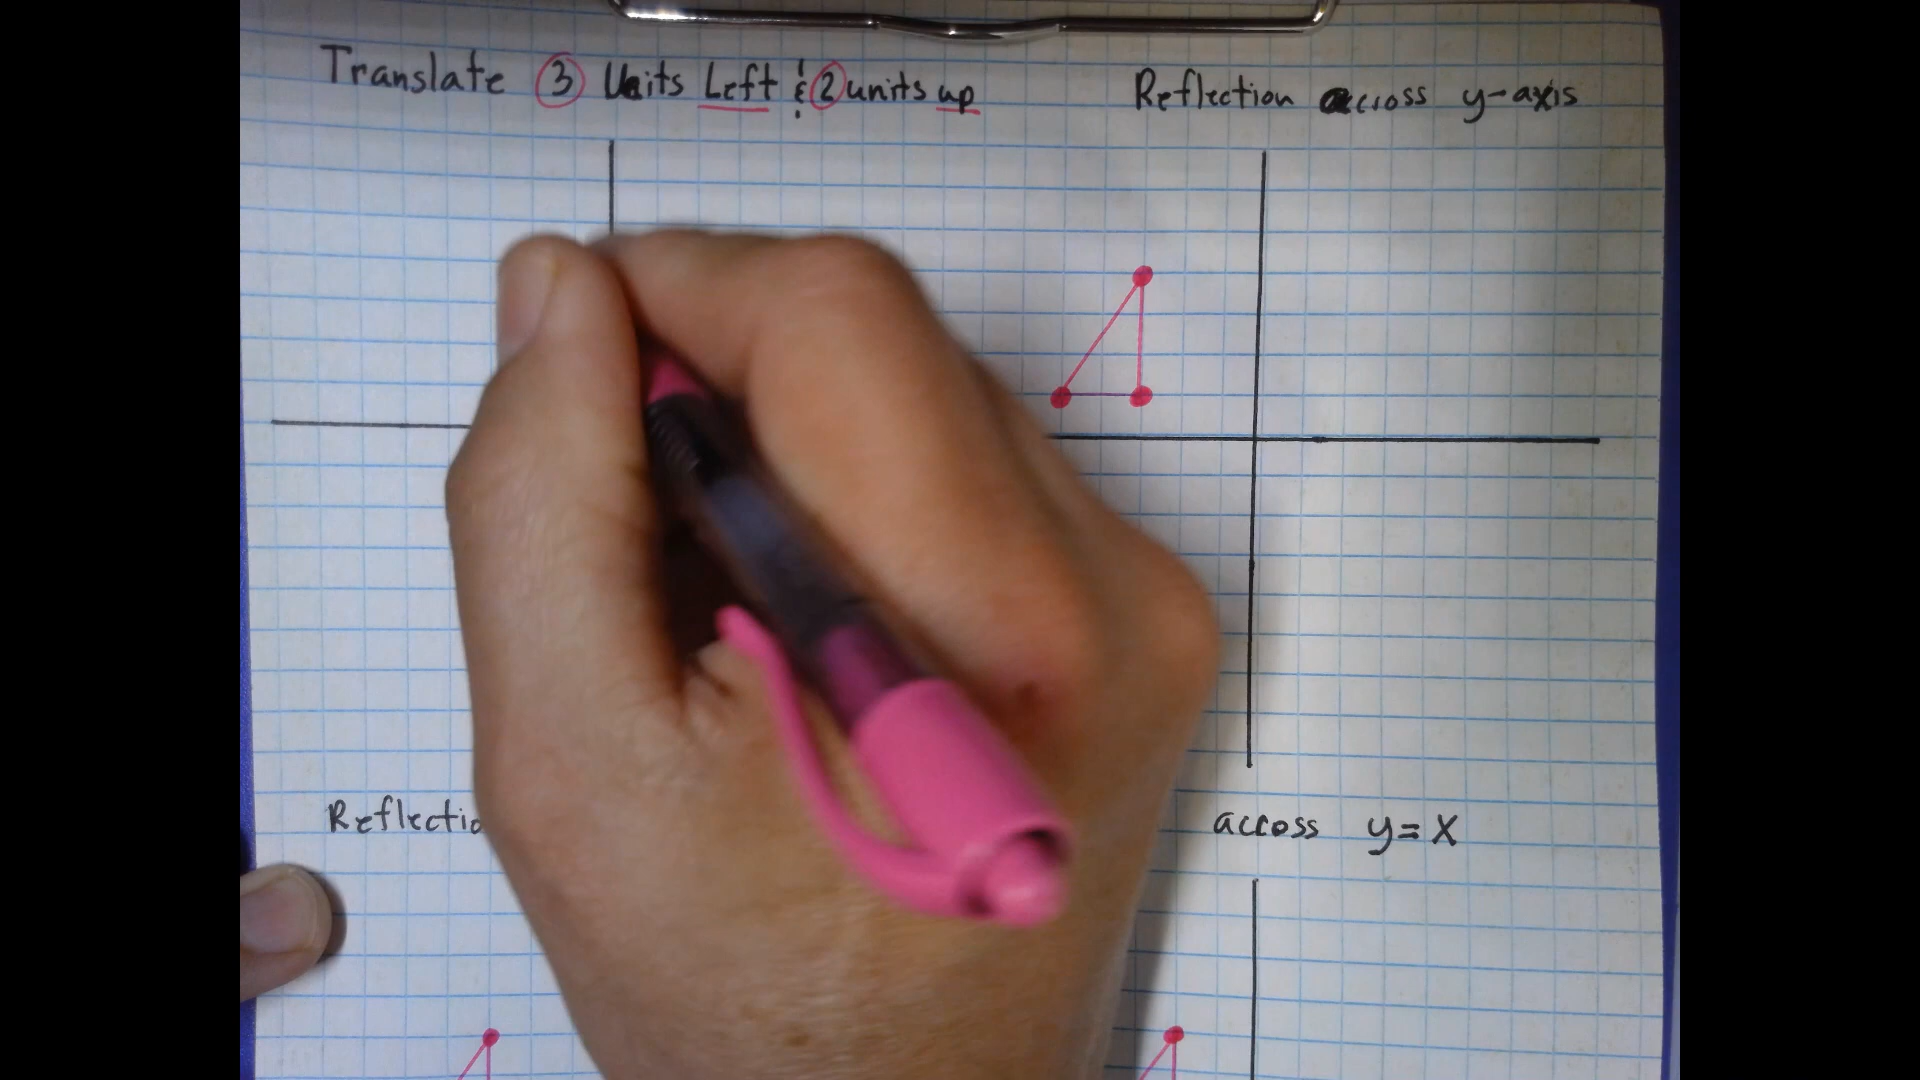 Translate 3 Units Left & 2 units up
Reflection across y-axis
Reflectio
across y=x